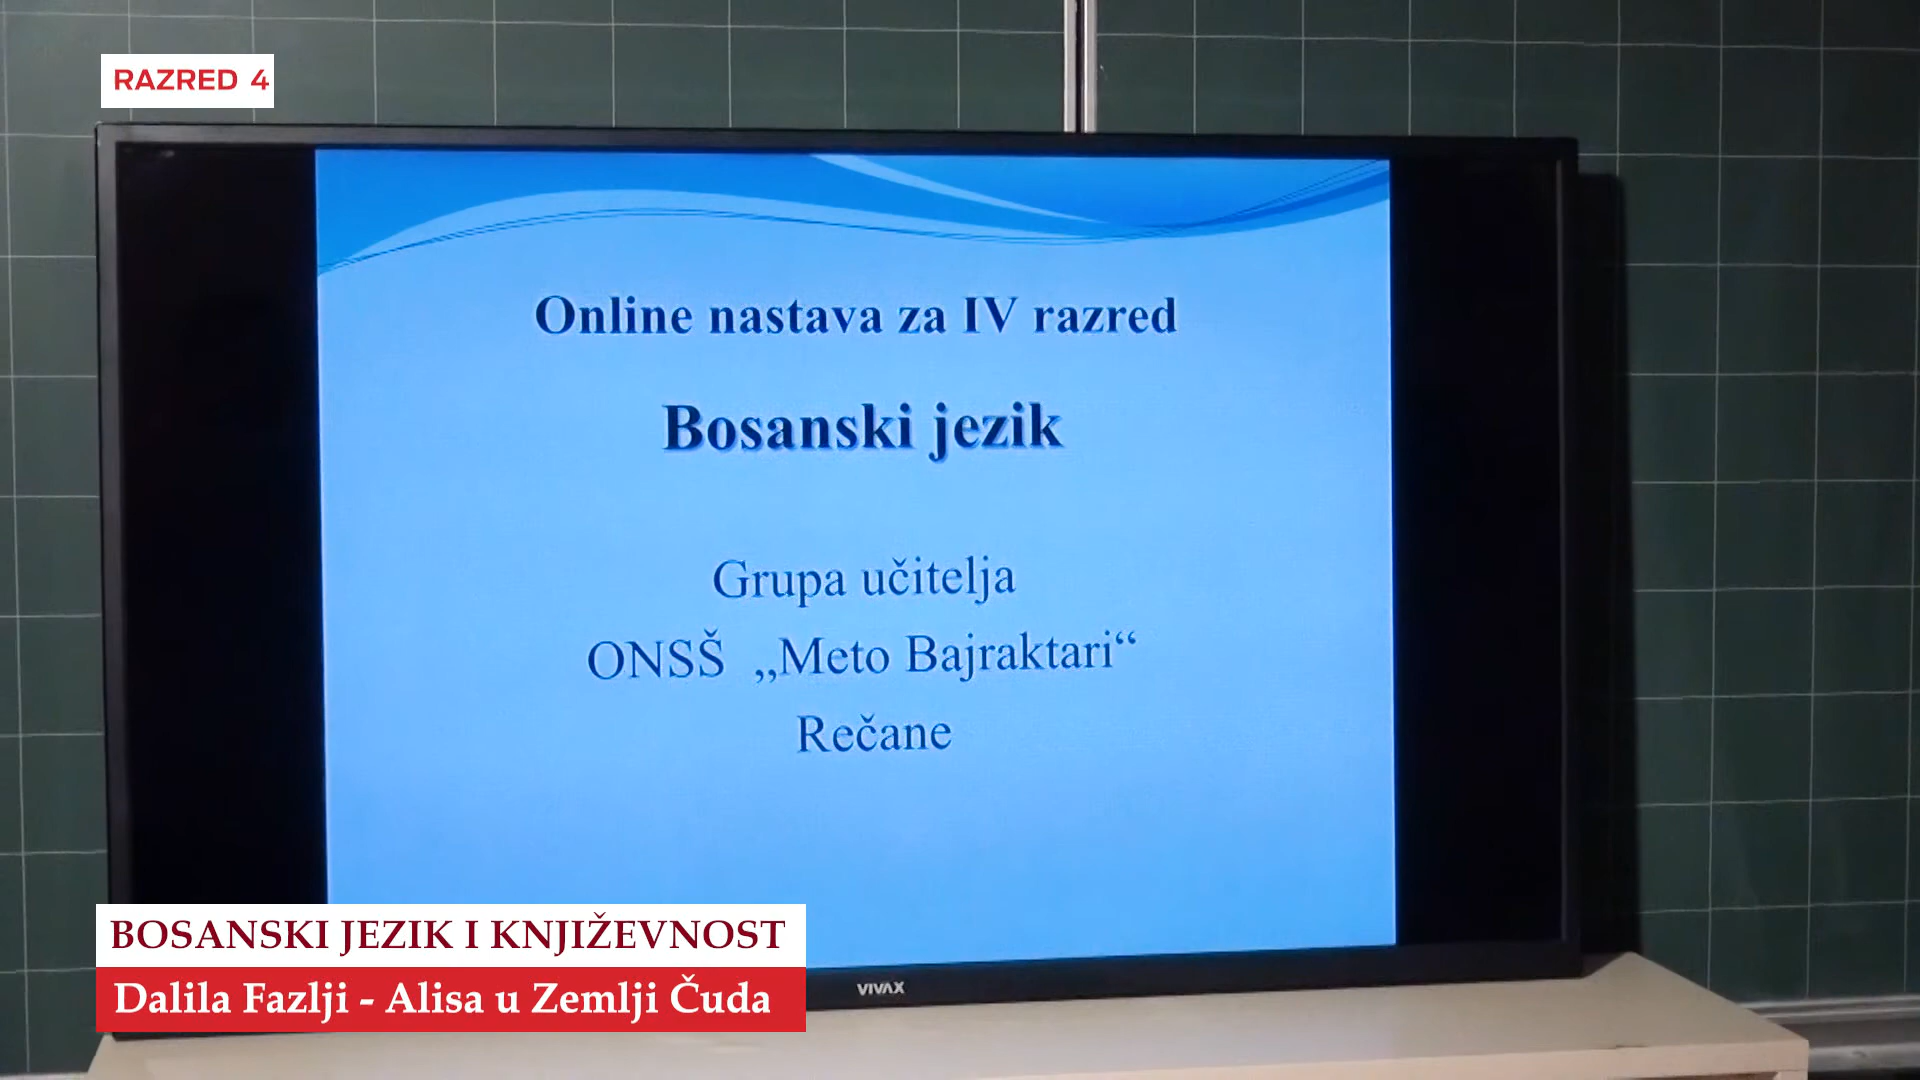 RAZRED 4
Online nastava za IV razred
Bosanski jezik
Grupa učitelja
ONSŠ „Meto Bajraktari“
Rečane
BOSANSKI JEZIK I KNJIŽEVNOST
Dalila Fazlji - Alisa u Zemlji Čuda
VIVAX